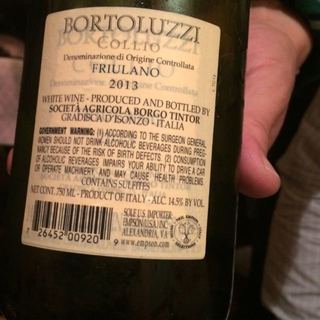 BORTOLUZZI
COLLIO
Denominazione di Origine Controllata
FRIULANO
2013
WHITE WINE - PRODUCED AND BOTTLED BY
SOCIETÀ AGRICOLA BORGO TINTOR
GRADISCA D'ISONZO - ITALIA
GOVERNMENT WARNING: (1) ACCORDING TO THE SURGEON GENERAL,
WOMEN SHOULD NOT DRINK ALCOHOLIC BEVERAGES DURING PREG-
NANCY BECAUSE OF THE RISK OF BIRTH DEFECTS. (2) CONSUMPTION
OF ALCOHOLIC BEVERAGES IMPAIRS YOUR ABILITY TO DRIVE A CAR
OR OPERATE MACHINERY, AND MAY CAUSE HEALTH PROBLEMS.
CONTAINS SULFITES
NET CONT. 750 ML - PRODUCT OF ITALY - ALC. 14.5% BY VOL.
SOLE U.S. IMPORTER
EMPSON (U.S.A.) INC.
ALEXANDRIA, VA
www.empson.com
7 26452 00920 9